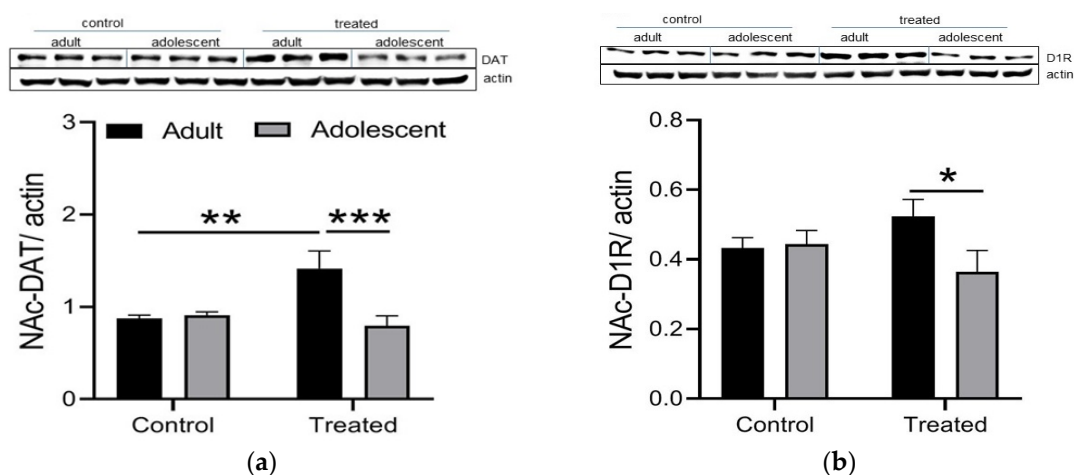 control treated
adult adolescent adult adolescent
DAT
actin
3
Adult Adolescent
2
1
0
NAc-DAT/ actin
** ***
Control Treated
(a)
control treated
adult adolescent adult adolescent
D1R
actin
0.8
0.6
0.4
0.2
0.0
NAc-D1R/ actin
*
Control Treated
(b)